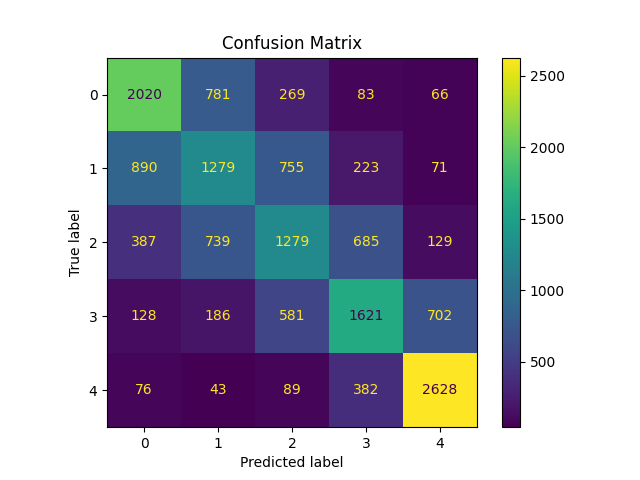 Confusion Matrix
True label
0 2020 781 269 83 66
1 890 1279 755 223 71
2 387 739 1279 685 129
3 128 186 581 1621 702
4 76 43 89 382 2628
0 1 2 3 4
Predicted label
2500
2000
1500
1000
500